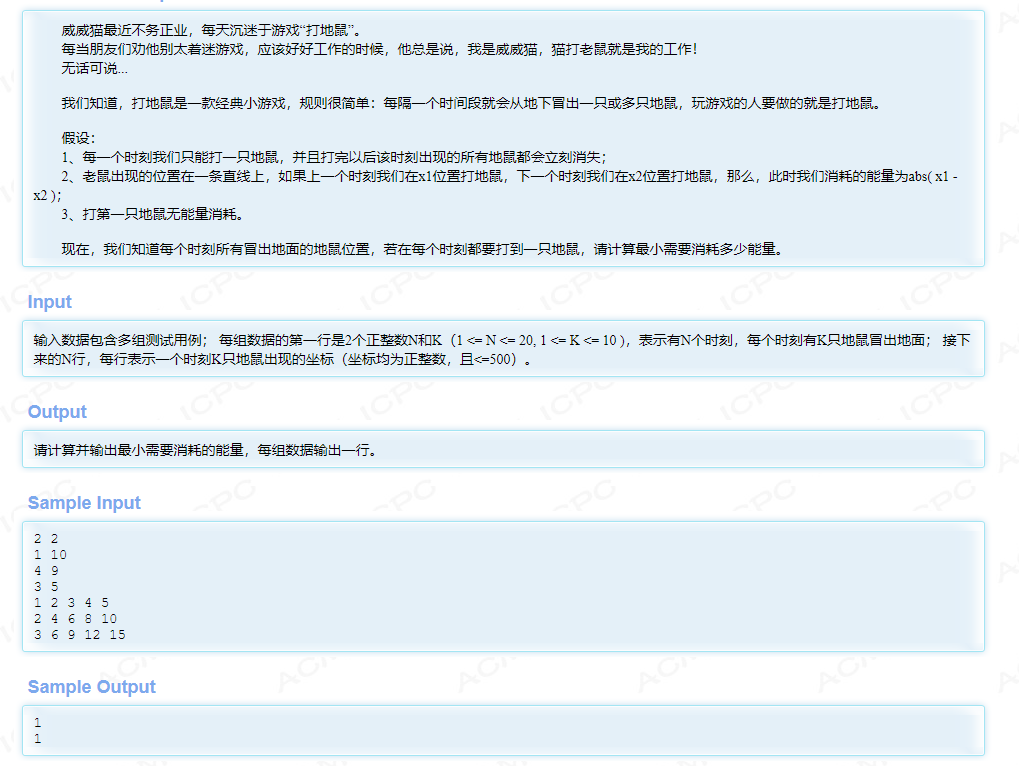 威威猫最近不务正业，每天沉迷于游戏“打地鼠”。
每当朋友们劝他别太着迷游戏，应该好好工作的时候，他总是说，我是威威猫，猫打老鼠就是我的工作！
无话可说...
我们知道，打地鼠是一款经典小游戏，规则很简单：每隔一个时间段就会从地下冒出一只或多只地鼠，玩游戏的人要做的就是打地鼠。
假设：
1、每一个时刻我们只能打一只地鼠，并且打完以后该时刻出现的所有地鼠都会立刻消失；
2、老鼠出现的位置在一条直线上，如果上一个时刻我们在x1位置打地鼠，下一个时刻我们在x2位置打地鼠，那么，此时我们消耗的能量为abs( x1 -
x2 )；
3、打第一只地鼠无能量消耗。
现在，我们知道每个时刻所有冒出地面的地鼠位置，若在每个时刻都要打到一只地鼠，请计算最小需要消耗多少能量。
Input
输入数据包含多组测试用例； 每组数据的第一行是2个正整数N和K（1 <= N <= 20, 1 <= K <= 10 )，表示有N个时刻，每个时刻有K只地鼠冒出地面； 接下
来的N行，每行表示一个时刻K只地鼠出现的坐标（坐标均为正整数，且<=500）。
Output
请计算并输出最小需要消耗的能量，每组数据输出一行。
Sample Input
2 2
1 10
4 9
3 5
1 2 3 4 5
2 4 6 8 10
3 6 9 12 15
Sample Output
1
1